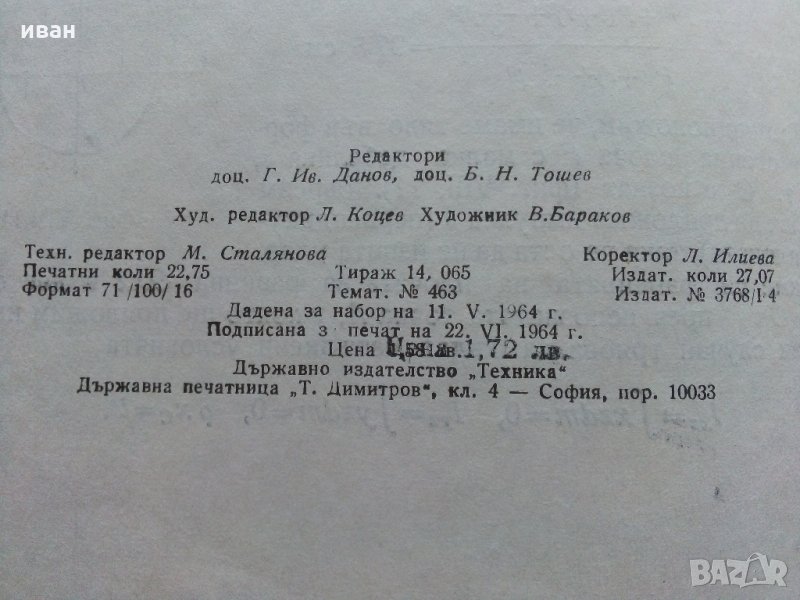 иван
Редактори
доц. Г. Ив. Данов, доц. Б. Н. Тошев
Худ. редактор Л. Коцев Художник В. Бараков
Техн. редактор М. Сталянова Коректор Л. Илиева
Печатни коли 22,75 Тираж 14, 065 Издат. коли 27,07
Формат 71/100/16 Темат. № 463 Издат. № 3768/I-4
Дадена за набор на 11. V. 1964 г.
Подписана з печат на 22. VI. 1964 г.
Цена 1,72 лв.
Държавно издателство „Техника“
Държавна печатница „Т. Димитров“, кл. 4 — София, пор. 10033
BAZAR